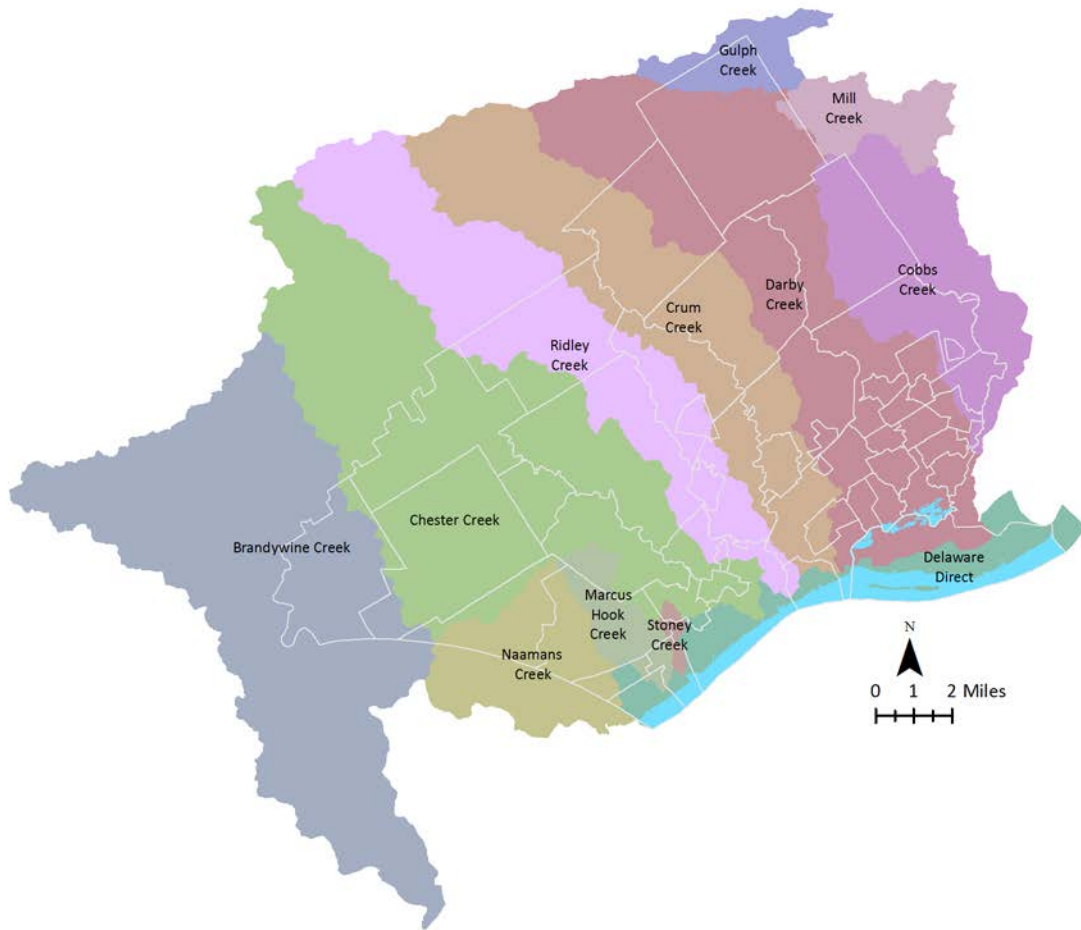 Gulph
Creek
Mill
Creek
Cobbs
Creek
Darby
Creek
Crum
Creek
Ridley
Creek
Chester Creek
Brandywine Creek
Delaware
Direct
Marcus
Hook
Creek
Stoney
Creek
Naamans
Creek
N
0 1 2 Miles